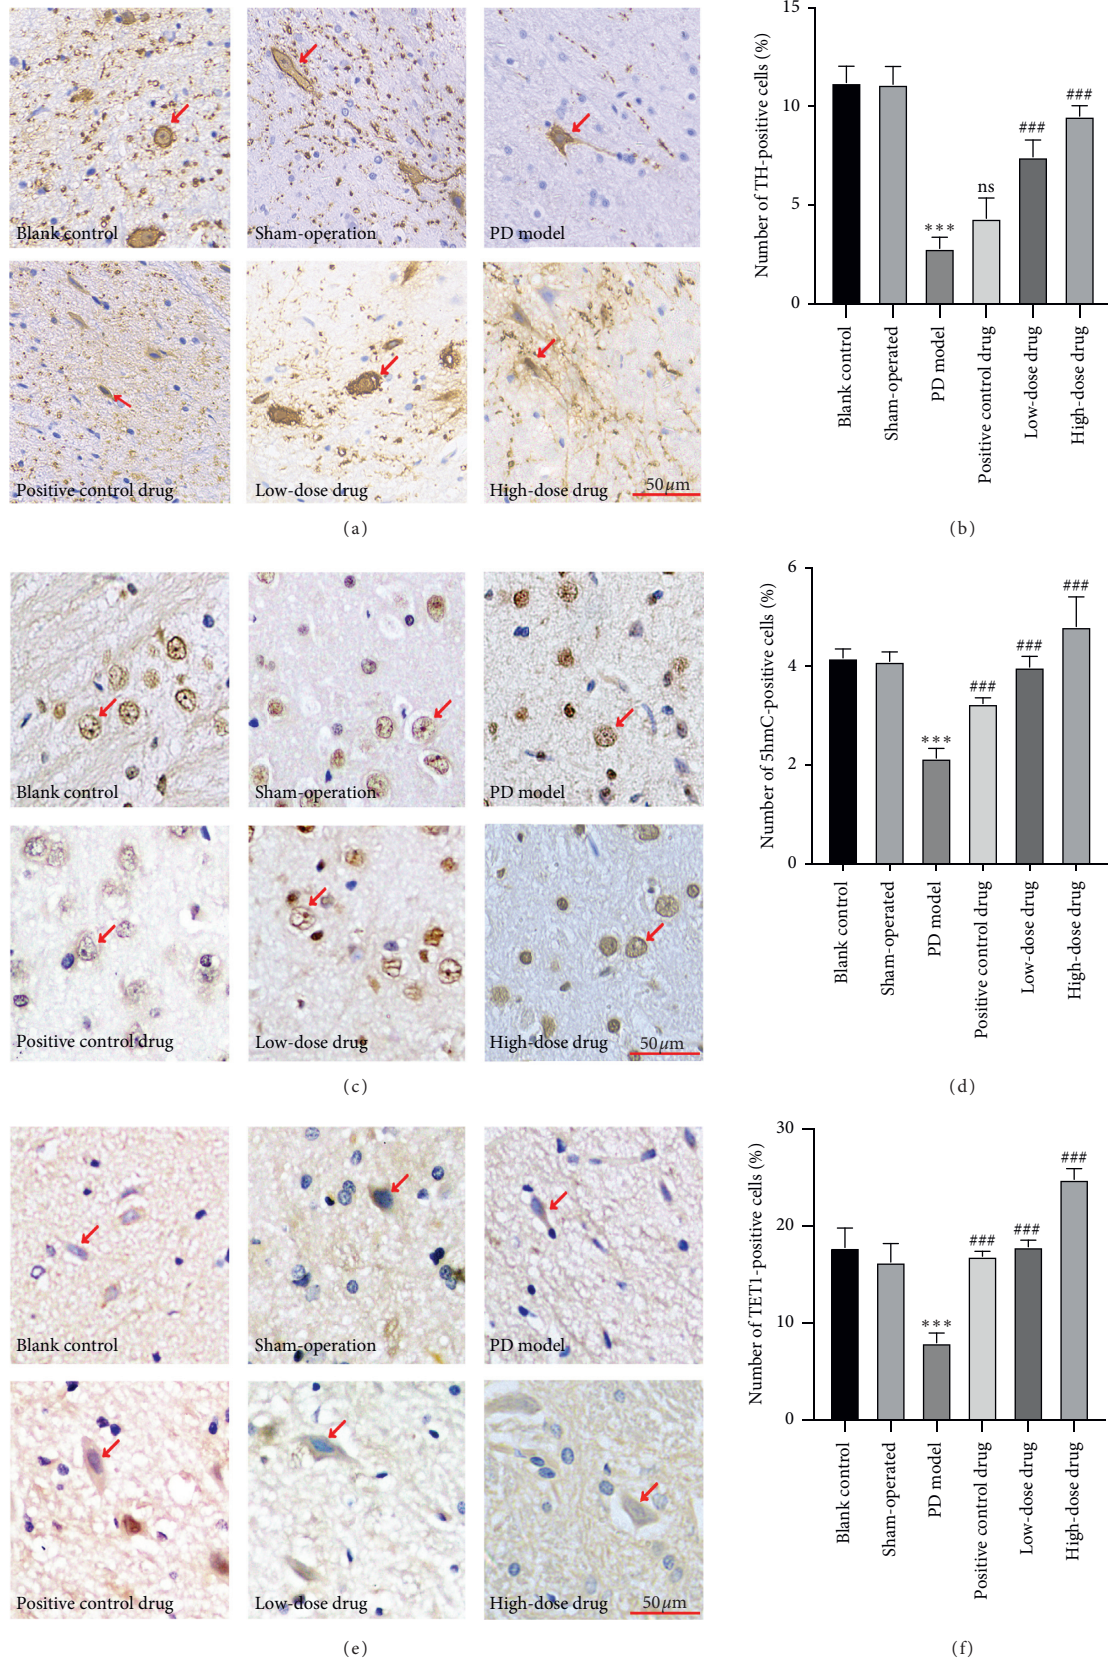 Blank control
Sham-operation
PD model
Positive control drug
Low-dose drug
High-dose drug
50 µm
(a)
Number of TH-positive cells (%)
15
10
5
0
***
ns
###
###
Blank control
Sham-operated
PD model
Positive control drug
Low-dose drug
High-dose drug
(b)
Blank control
Sham-operation
PD model
Positive control drug
Low-dose drug
High-dose drug
50 µm
(c)
Number of 5hmC-positive cells (%)
6
4
2
0
***
###
###
###
Blank control
Sham-operated
PD model
Positive control drug
Low-dose drug
High-dose drug
(d)
Blank control
Sham-operation
PD model
Positive control drug
Low-dose drug
High-dose drug
50 µm
(e)
Number of TET1-positive cells (%)
30
20
10
0
***
###
###
###
Blank control
Sham-operated
PD model
Positive control drug
Low-dose drug
High-dose drug
(f)